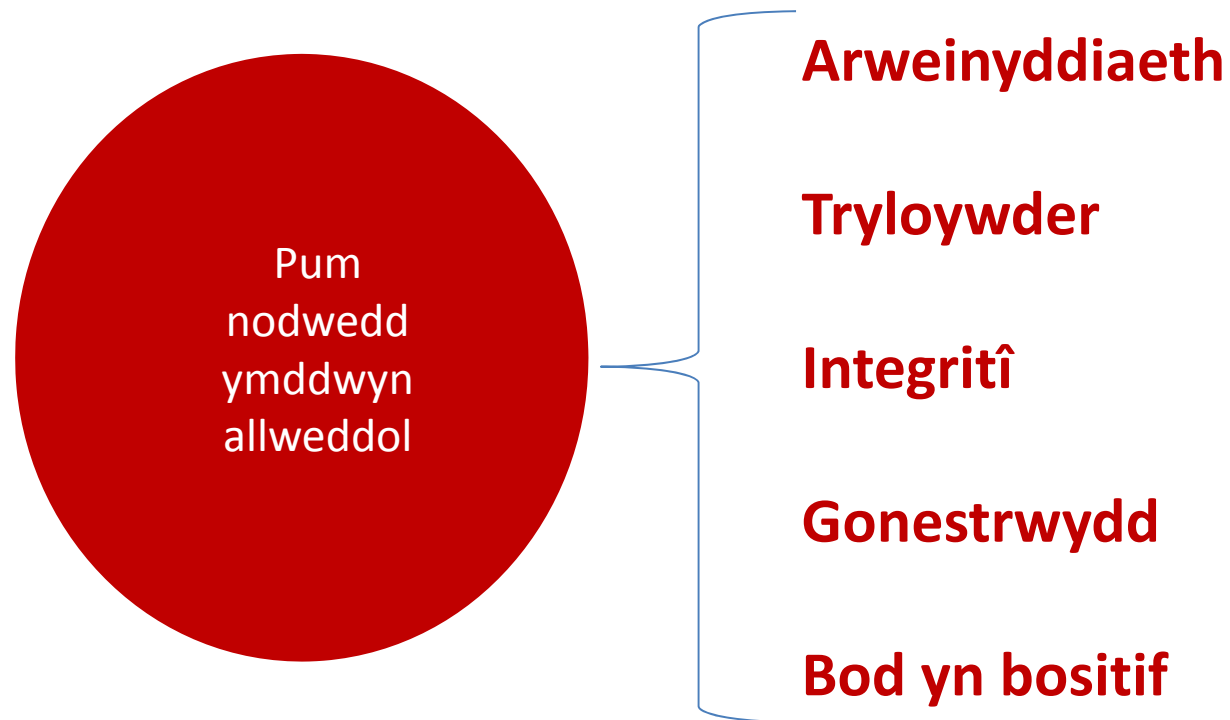 Pum
nodwedd
ymddwyn
allweddol
Arweinyddiaeth
Tryloywder
Integritî
Gonestrwydd
Bod yn bositif